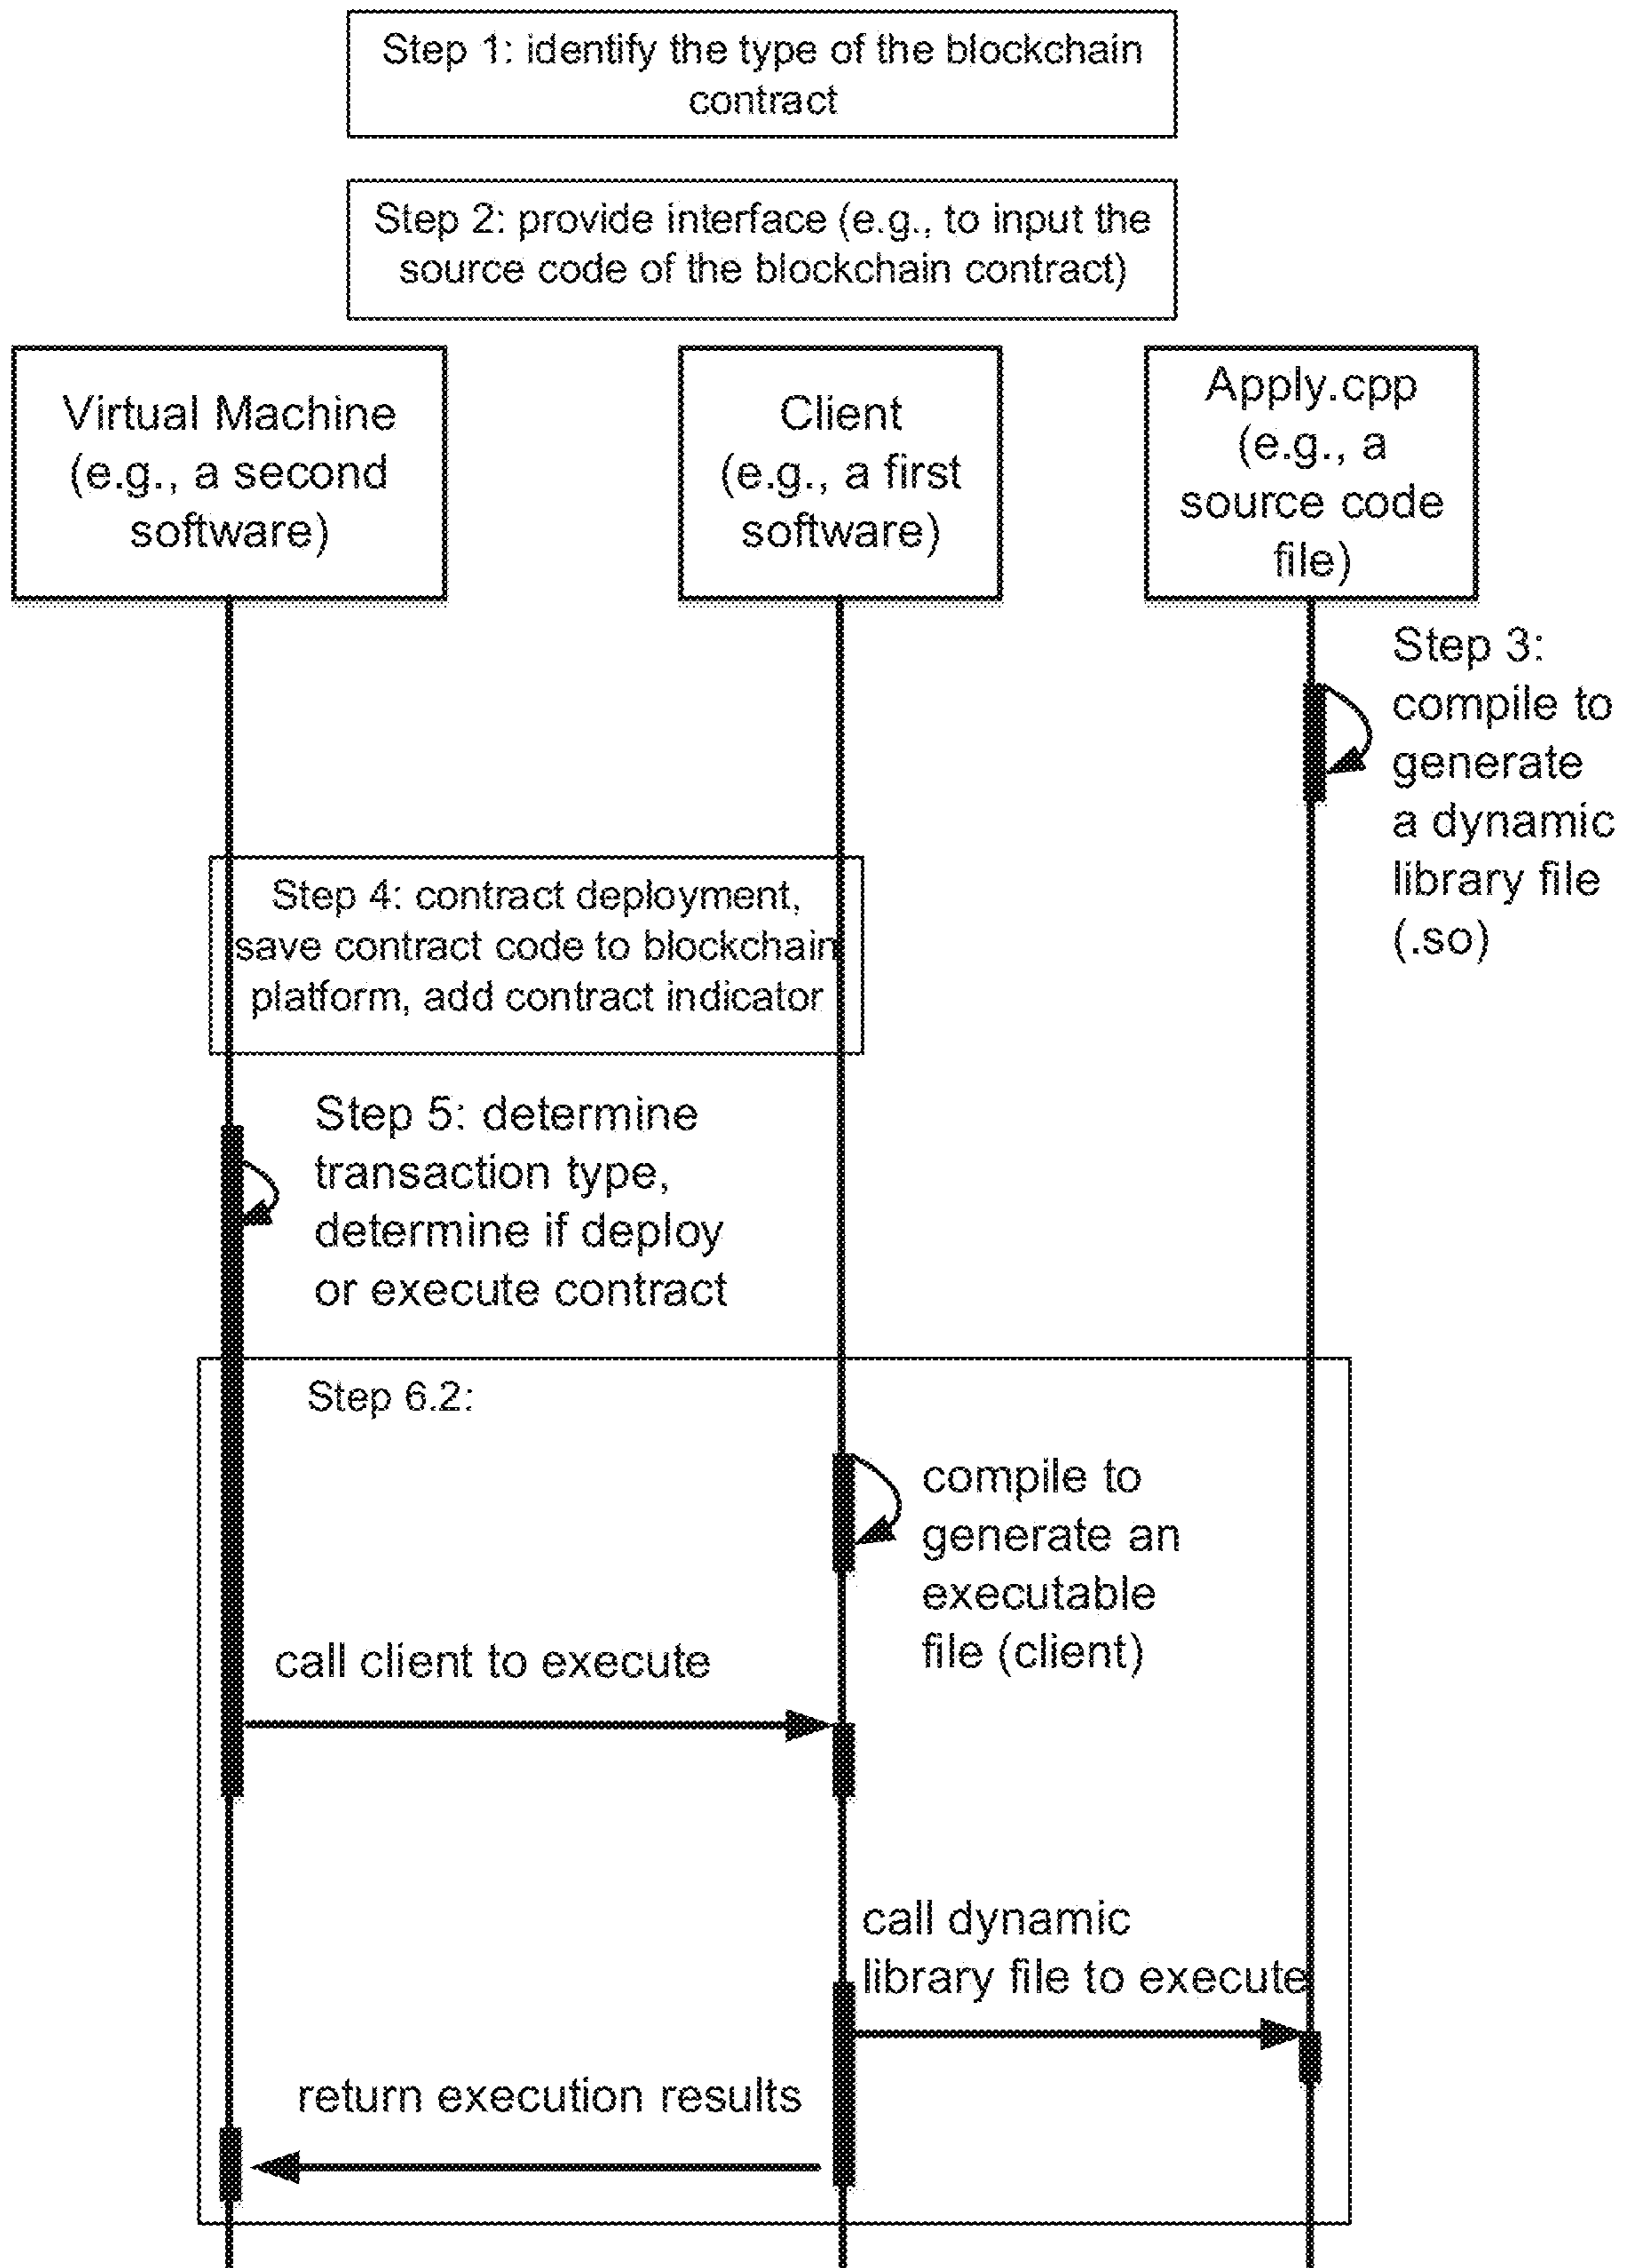 Step 1: identify the type of the blockchain
contract
Step 2: provide interface (e.g., to input the
source code of the blockchain contract)
Virtual Machine
(e.g., a second
software)
Client
(e.g., a first
software)
Apply.cpp
(e.g., a
source code
file)
Step 3:
compile to
generate
a dynamic
library file
(.so)
Step 4: contract deployment,
save contract code to blockchain
platform, add contract indicator
Step 5: determine
transaction type,
determine if deploy
or execute contract
Step 6.2:
compile to
generate an
executable
file (client)
call client to execute
call dynamic
library file to execute
return execution results